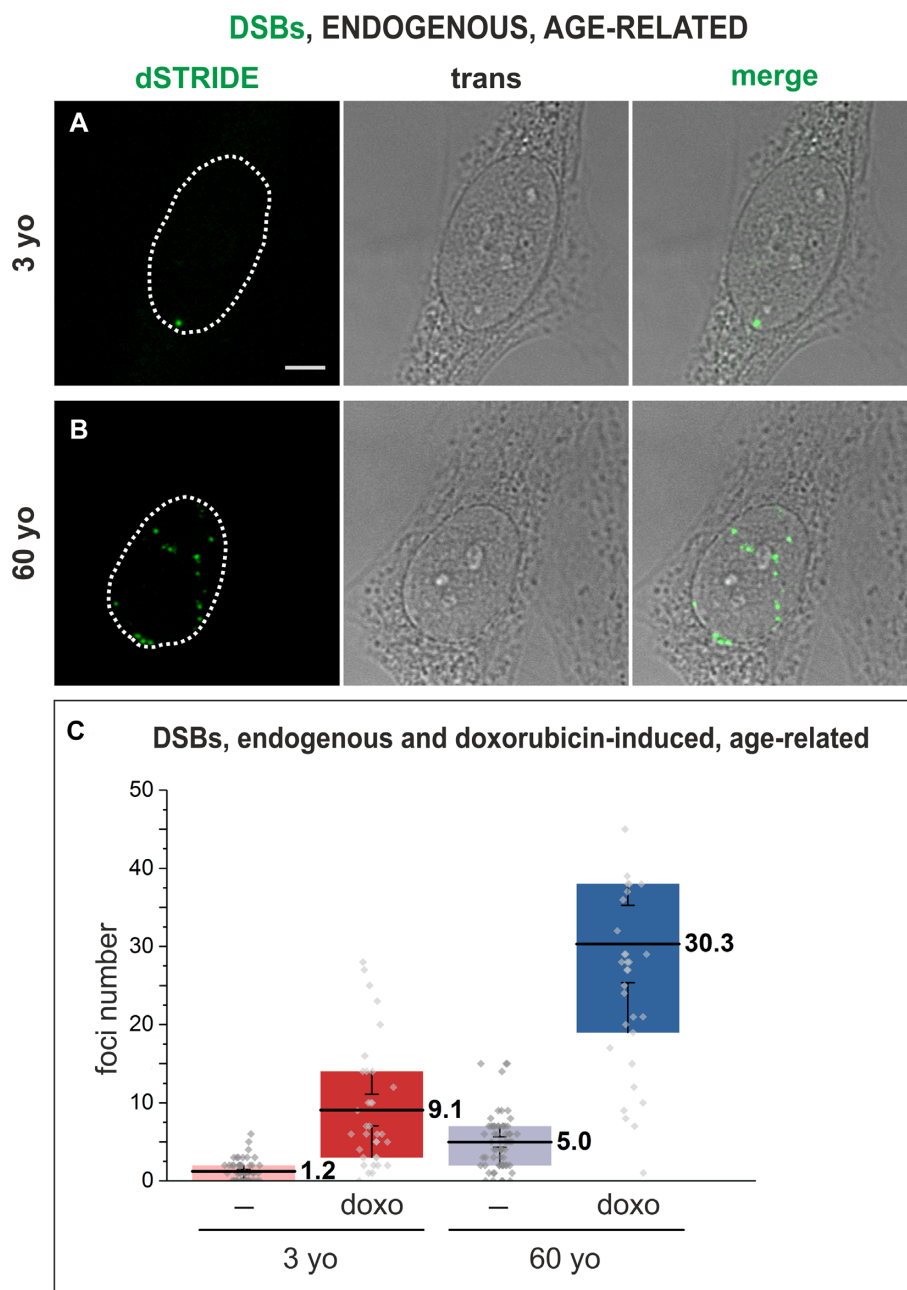 DSBs, ENDOGENOUS, AGE-RELATED
dSTRIDE trans merge
A
3 yo
B
60 yo
C
DSBs, endogenous and doxorubicin-induced, age-related
foci number
50
40
30
20
10
0
1.2
9.1
5.0
30.3
– doxo – doxo
3 yo 60 yo